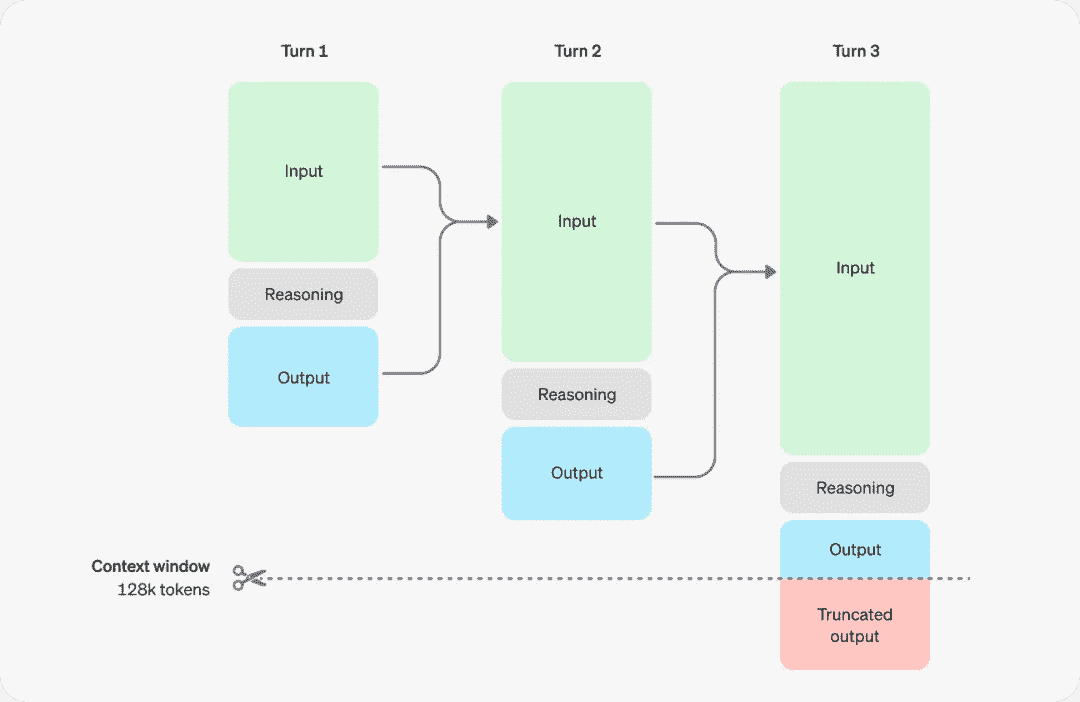 Turn 1
Turn 2
Turn 3
Input
Reasoning
Output
Input
Reasoning
Output
Input
Reasoning
Output
Truncated
output
Context window
128k tokens